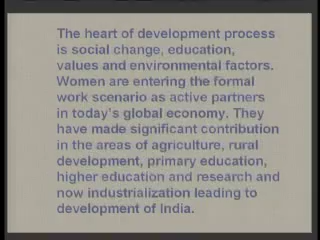 The heart of development process
is social change, education,
values and environmental factors.
Women are entering the formal
work scenario as active partners
in today's global economy. They
have made significant contribution
in the areas of agriculture, rural
development, primary education,
higher education and research and
now industrialization leading to
development of India.